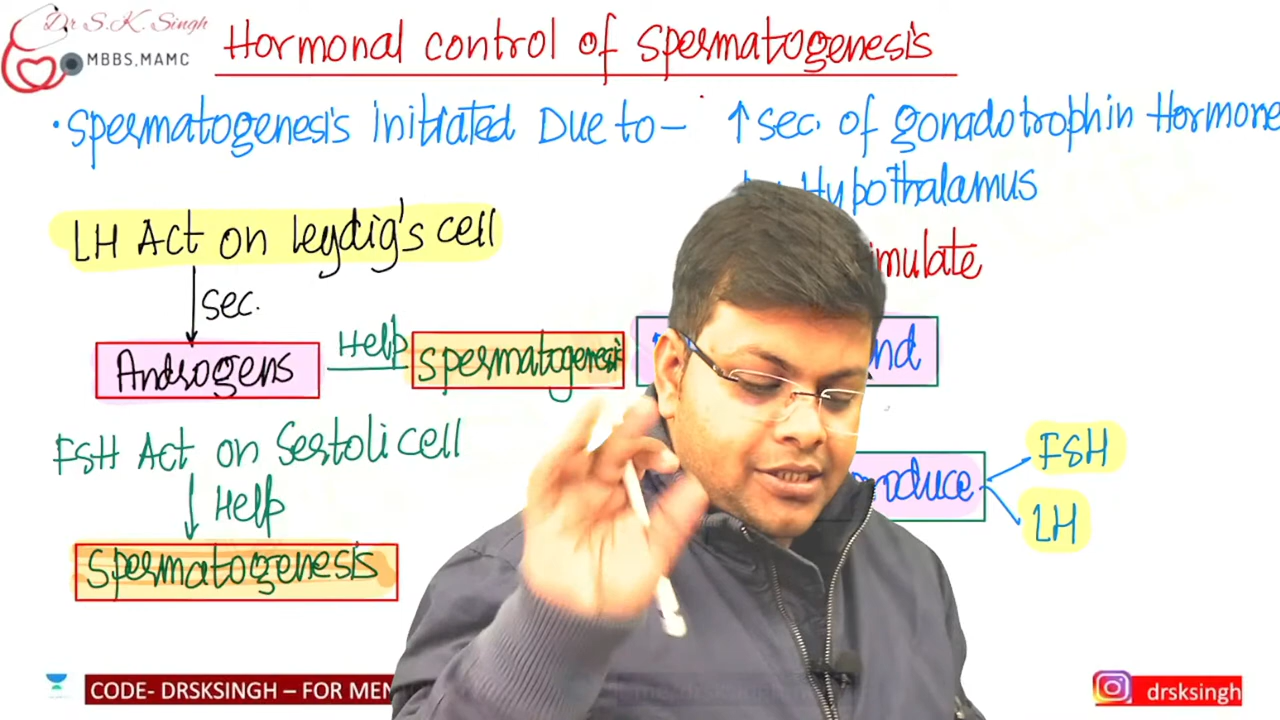 Dr S.K. Singh
MBBS,MAMC
Hormonal control of Spermatogenesis
• Spermatogenesis initiated Due to – ↑ sec. of gonadotrophin Hormone
Hypothalamus
LH Act on leydig's cell
sec.
Androgens
Help
Spermatogenesis
FSH Act on Sertoli cell
Help
Spermatogenesis
FSH
LH
CODE- DRSKSINGH – FOR
drsksingh